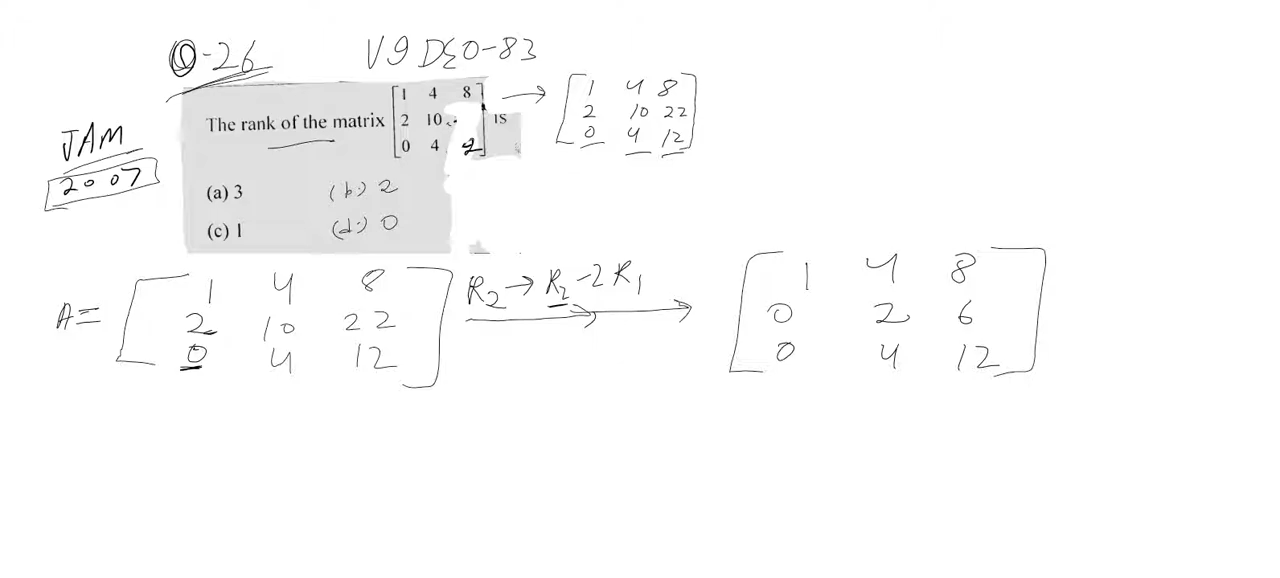 Q-26 VIDEO-83
JAM
2007
The rank of the matrix [1 4 8; 2 10; 0 4 2] is → [1 4 8; 2 10 22; 0 4 12]
(a) 3 (b) 2
(c) 1 (d) 0
A = [1 4 8; 2 10 22; 0 4 12] R2 → R2 - 2R1 → [1 4 8; 0 2 6; 0 4 12]